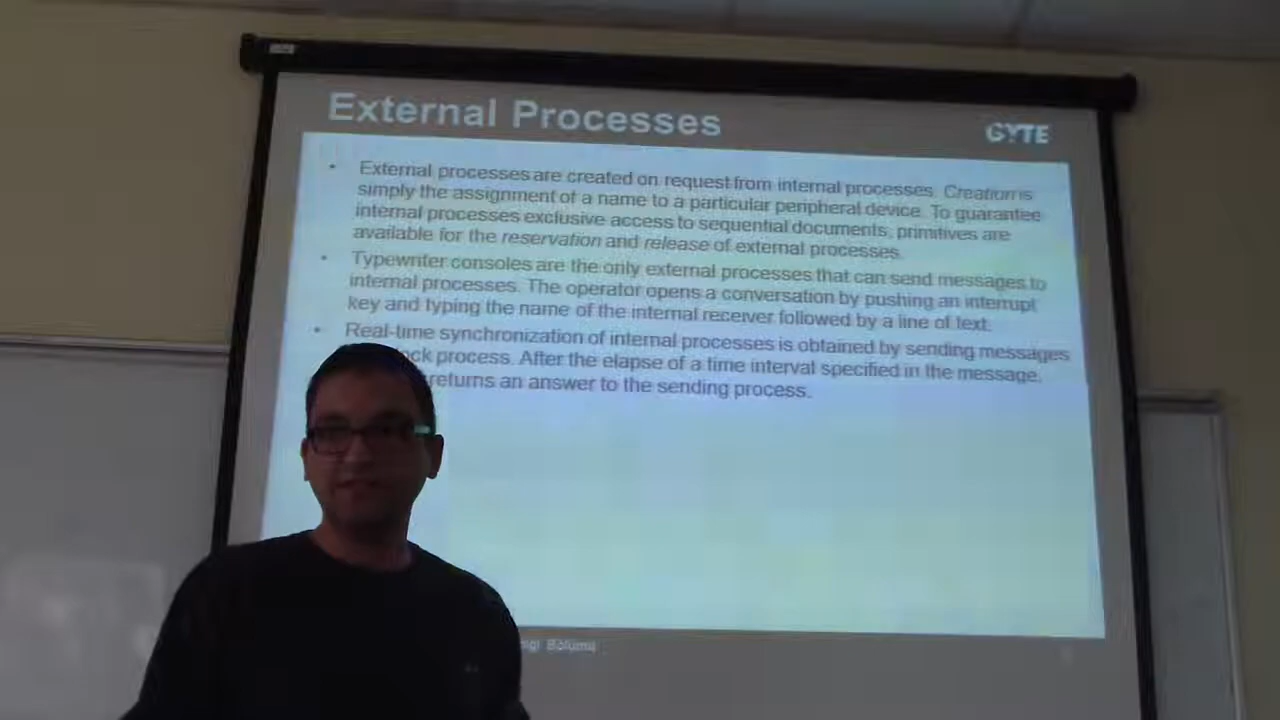 External Processes
GYTE
• External processes are created on request from internal processes. Creation is
simply the assignment of a name to a particular peripheral device. To guarantee
internal processes exclusive access to sequential documents, primitives are
available for the reservation and release of external processes.
• Typewriter consoles are the only external processes that can send messages to
internal processes. The operator opens a conversation by pushing an interrupt
key and typing the name of the internal receiver followed by a line of text.
• Real-time synchronization of internal processes is obtained by sending messages
ock process. After the elapse of a time interval specified in the message,
returns an answer to the sending process.
Bölümü